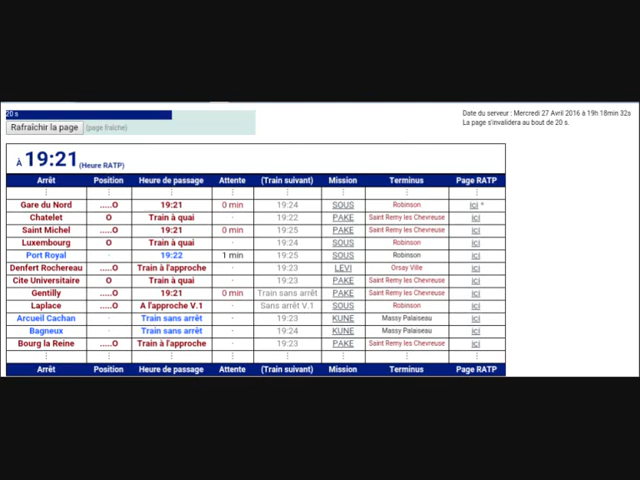 20 s
Rafraîchir la page (page fraîche)
Date du serveur : Mercredi 27 Avril 2016 à 19h 18min 32s
La page s'invalidera au bout de 20 s.
À 19:21 (Heure RATP)
Arrêt Position Heure de passage Attente (Train suivant) Mission Terminus Page RATP
⋮ ⋮ ⋮ ⋮ ⋮ ⋮ ⋮ ⋮
Gare du Nord .....O 19:21 0 min 19:24 SOUS Robinson ici *
Chatelet O Train à quai · 19:22 PAKE Saint Remy les Chevreuse ici
Saint Michel .....O 19:21 0 min 19:25 PAKE Saint Remy les Chevreuse ici
Luxembourg O Train à quai · 19:24 SOUS Robinson ici
Port Royal · 19:22 1 min 19:25 SOUS Robinson ici
Denfert Rochereau .....O Train à l'approche · 19:23 LEVI Orsay Ville ici
Cite Universitaire O Train à quai · 19:23 PAKE Saint Remy les Chevreuse ici
Gentilly .....O 19:21 0 min Train sans arrêt PAKE Saint Remy les Chevreuse ici
Laplace .....O A l'approche V.1 · Sans arrêt V.1 SOUS Robinson ici
Arcueil Cachan · Train sans arrêt · 19:23 KUNE Massy Palaiseau ici
Bagneux · Train sans arrêt · 19:24 KUNE Massy Palaiseau ici
Bourg la Reine .....O Train à l'approche · 19:23 PAKE Saint Remy les Chevreuse ici
⋮ ⋮ ⋮ ⋮ ⋮ ⋮ ⋮ ⋮
Arrêt Position Heure de passage Attente (Train suivant) Mission Terminus Page RATP